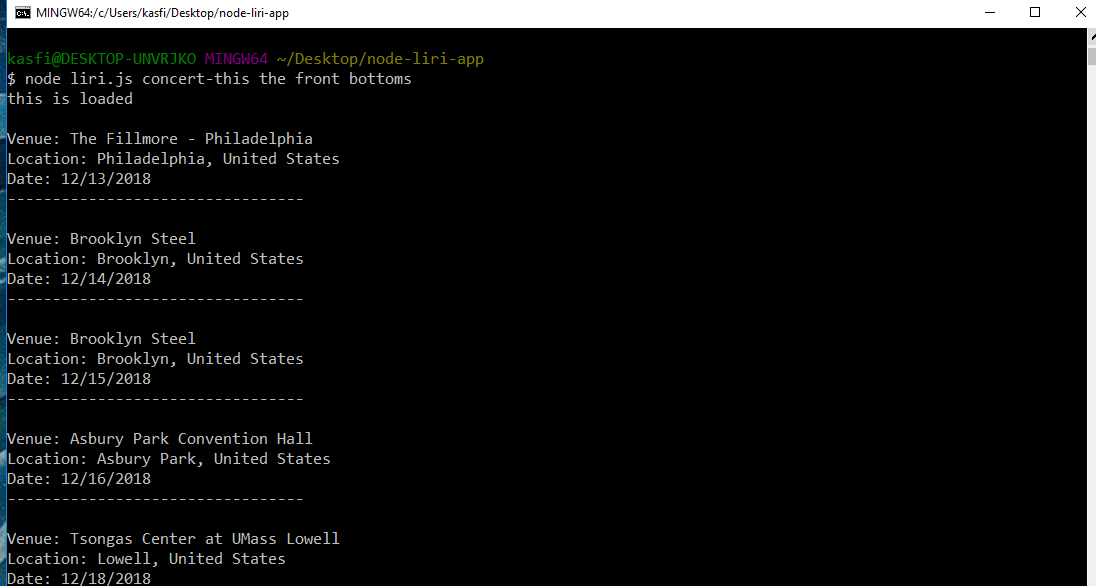 MINGW64:/c/Users/kasfi/Desktop/node-liri-app
kasfi@DESKTOP-UNVRJKO MINGW64 ~/Desktop/node-liri-app
$ node liri.js concert-this the front bottoms
this is loaded
Venue: The Fillmore - Philadelphia
Location: Philadelphia, United States
Date: 12/13/2018
---------------------------------
Venue: Brooklyn Steel
Location: Brooklyn, United States
Date: 12/14/2018
---------------------------------
Venue: Brooklyn Steel
Location: Brooklyn, United States
Date: 12/15/2018
---------------------------------
Venue: Asbury Park Convention Hall
Location: Asbury Park, United States
Date: 12/16/2018
---------------------------------
Venue: Tsongas Center at UMass Lowell
Location: Lowell, United States
Date: 12/18/2018